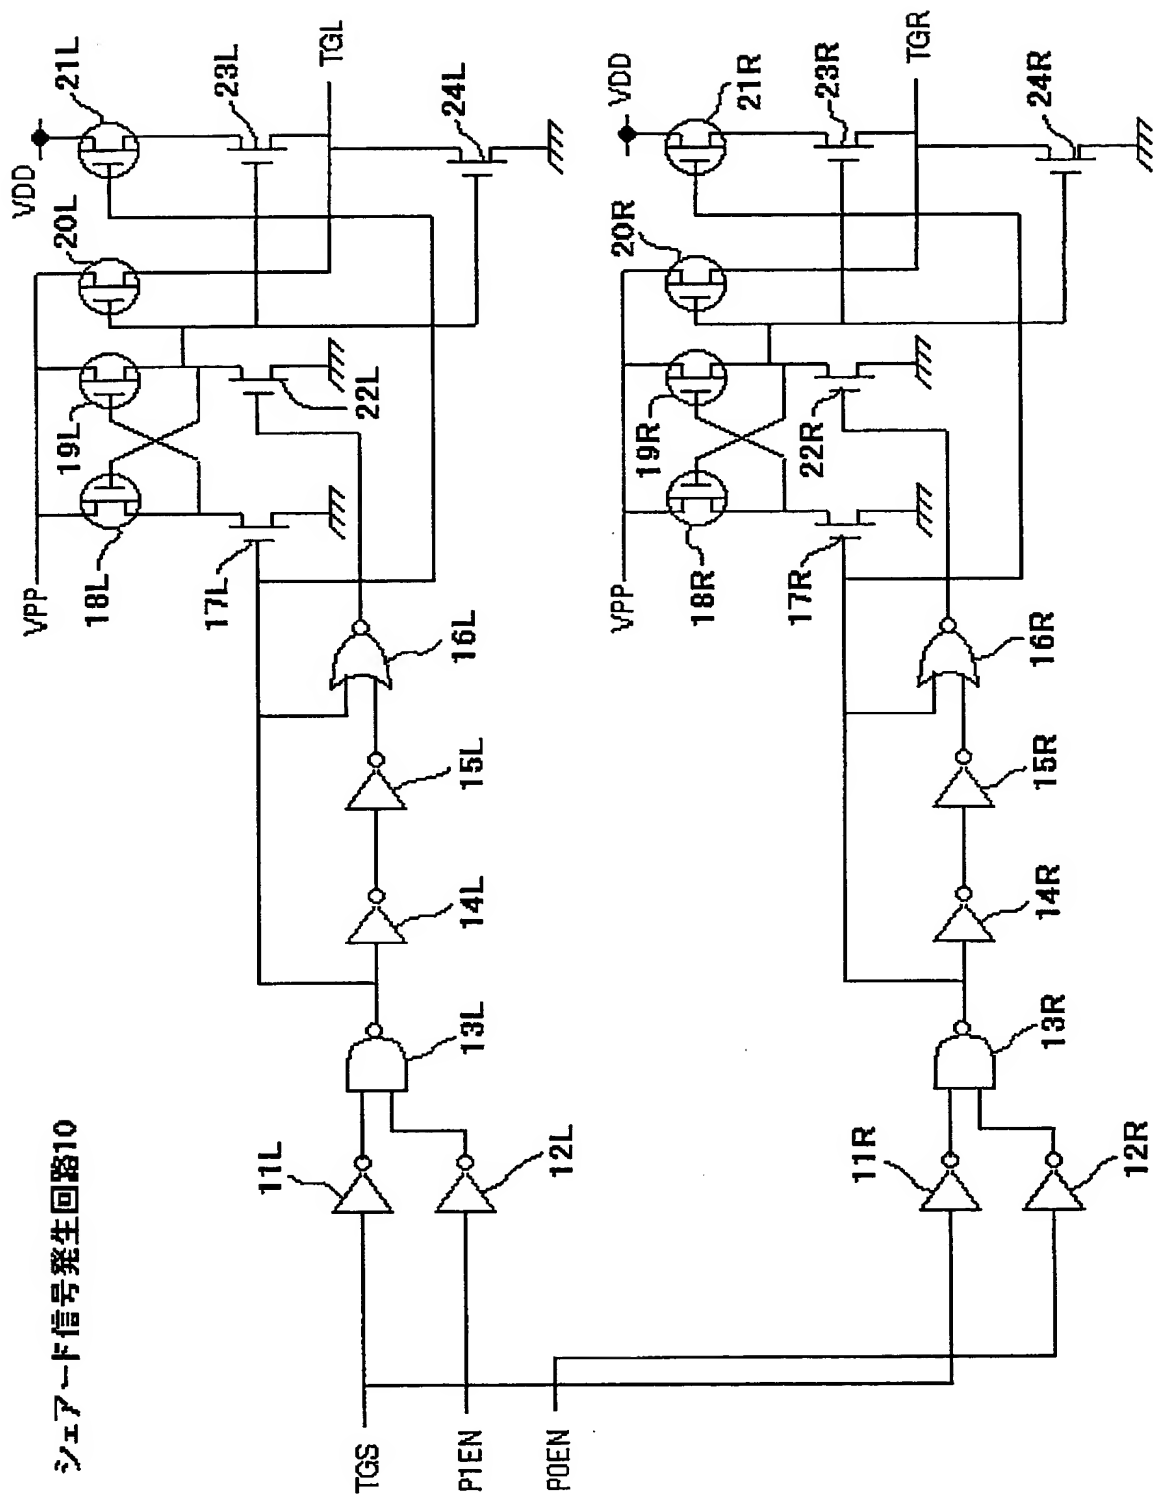 シェアード信号発生回路10
TGS
P1EN
P0EN
11L
12L
13L
14L
15L
16L
17L
18L
19L
20L
21L
22L
23L
24L
VPP
VDD
TGL
11R
12R
13R
14R
15R
16R
17R
18R
19R
20R
21R
22R
23R
24R
VPP
VDD
TGR